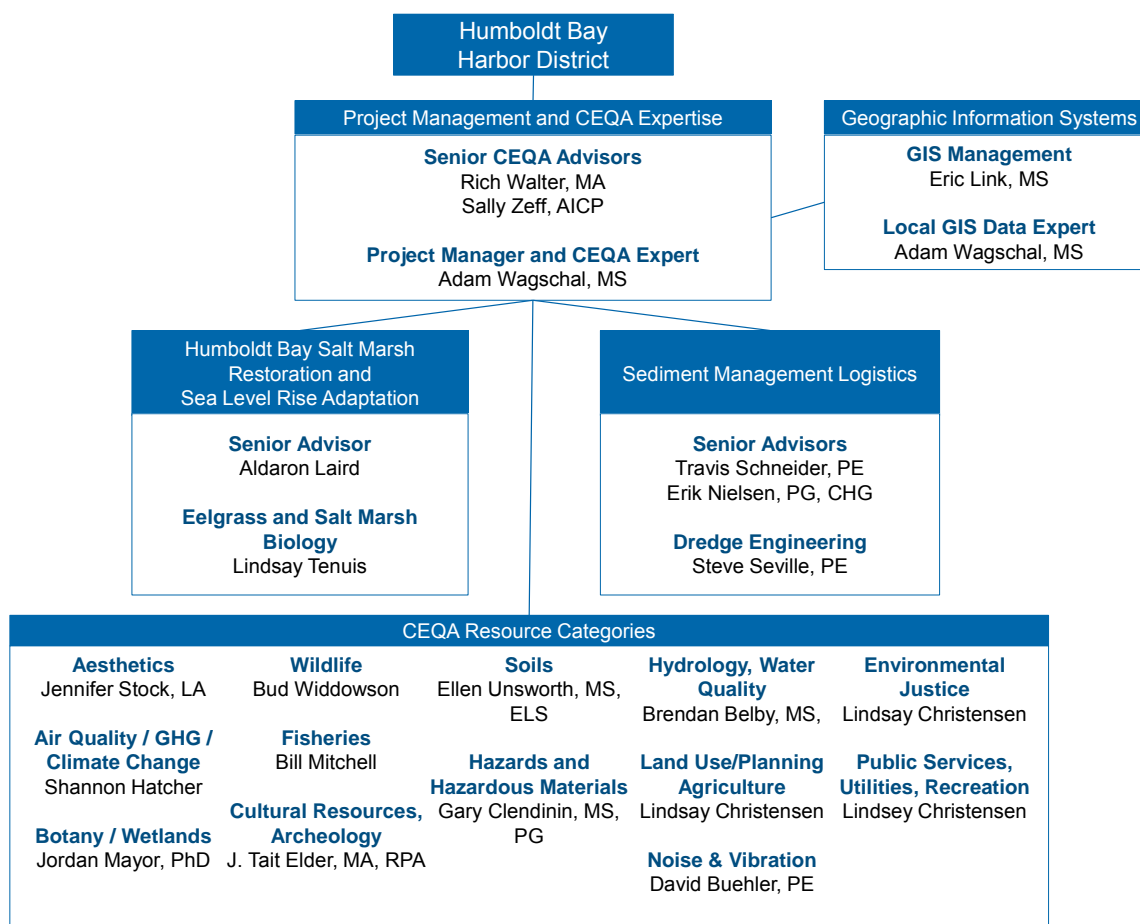 Humboldt Bay
Harbor District
Project Management and CEQA Expertise
Senior CEQA Advisors
Rich Walter, MA
Sally Zeff, AICP
Project Manager and CEQA Expert
Adam Wagschal, MS
Geographic Information Systems
GIS Management
Eric Link, MS
Local GIS Data Expert
Adam Wagschal, MS
Humboldt Bay Salt Marsh
Restoration and
Sea Level Rise Adaptation
Senior Advisor
Aldaron Laird
Eelgrass and Salt Marsh
Biology
Lindsay Tenuis
Sediment Management Logistics
Senior Advisors
Travis Schneider, PE
Erik Nielsen, PG, CHG
Dredge Engineering
Steve Seville, PE
CEQA Resource Categories
Aesthetics
Jennifer Stock, LA
Air Quality / GHG /
Climate Change
Shannon Hatcher
Botany / Wetlands
Jordan Mayor, PhD
Wildlife
Bud Widdowson
Fisheries
Bill Mitchell
Cultural Resources,
Archeology
J. Tait Elder, MA, RPA
Soils
Ellen Unsworth, MS,
ELS
Hazards and
Hazardous Materials
Gary Clendinin, MS,
PG
Hydrology, Water
Quality
Brendan Belby, MS,
Land Use/Planning
Agriculture
Lindsay Christensen
Noise & Vibration
David Buehler, PE
Environmental
Justice
Lindsay Christensen
Public Services,
Utilities, Recreation
Lindsey Christensen